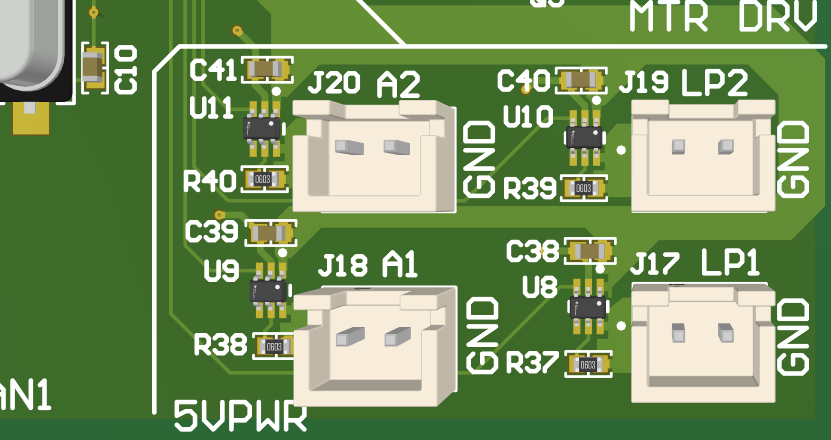 MTR DRV
C10
C41
J20 A2
C40
J19 LP2
U11
U10
GND
GND
R40
0603
R39
0603
C39
C38
U9
J18 A1
J17 LP1
U8
GND
GND
R38
0603
R37
0603
5VPWR